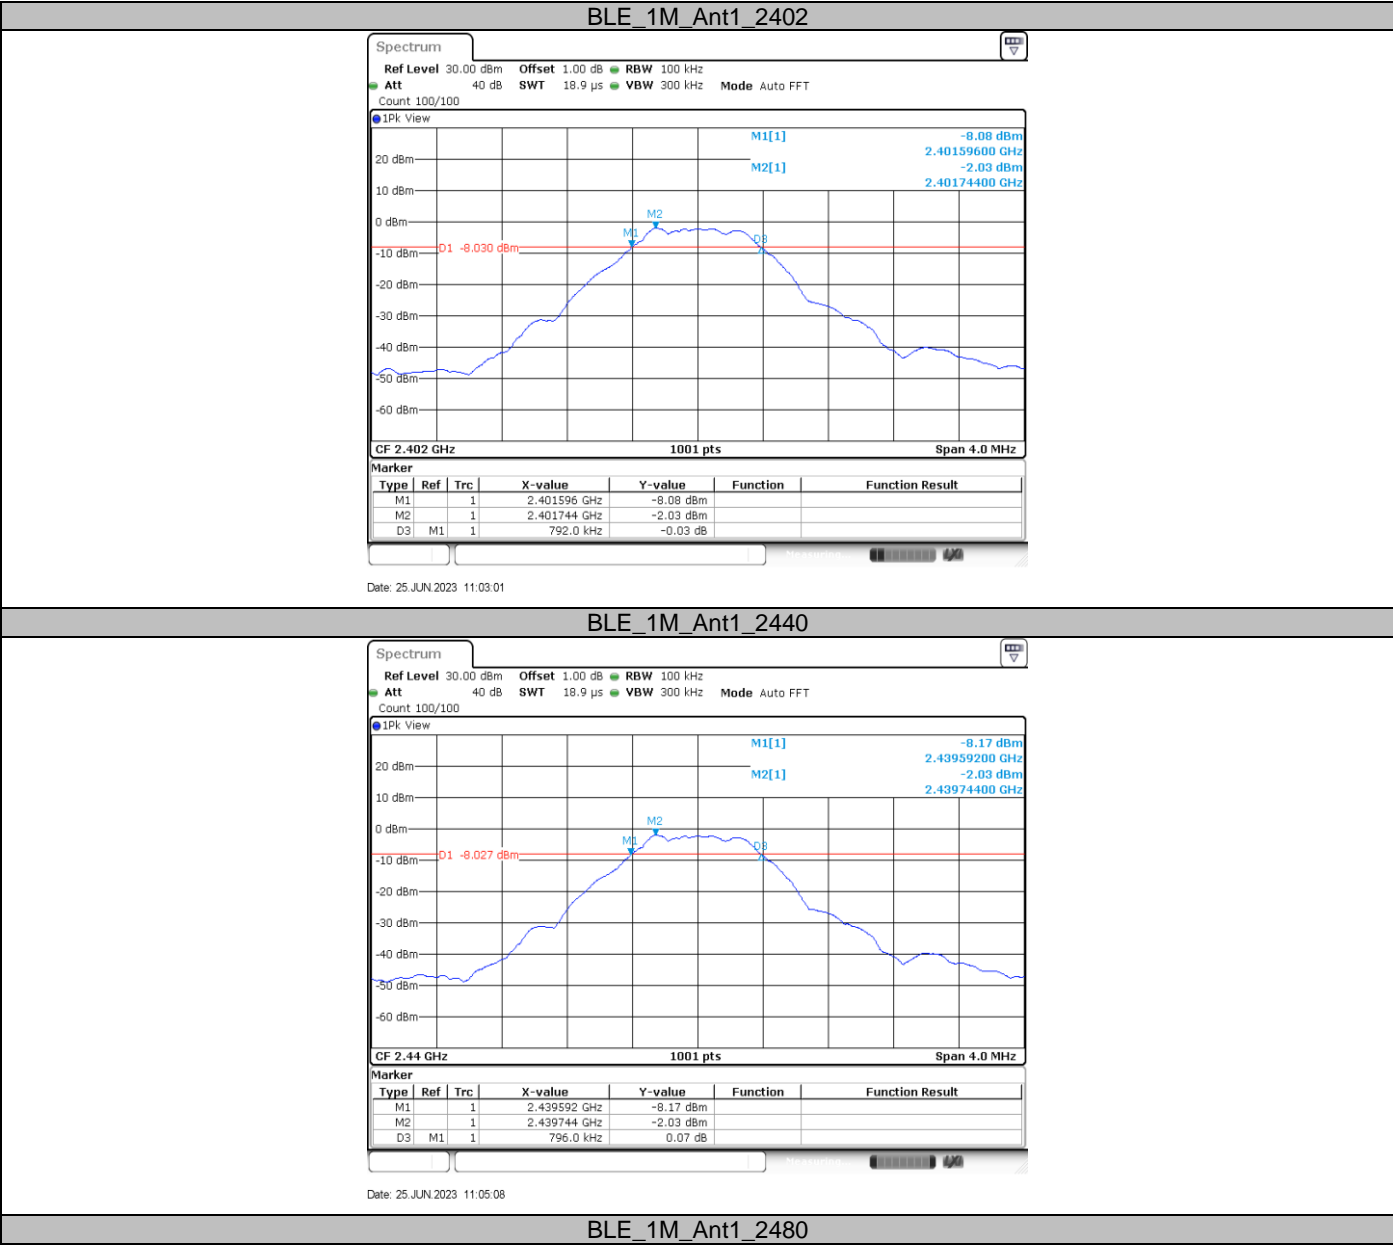 BLE_1M_Ant1_2402
Spectrum
Ref Level 30.00 dBm Offset 1.00 dB RBW 100 kHz
Att 40 dB SWT 18.9 µs VBW 300 kHz Mode Auto FFT
Count 100/100
1Pk View
M1[1] -8.08 dBm
2.40159600 GHz
20 dBm
M2[1] -2.03 dBm
10 dBm 2.40174400 GHz
M2
0 dBm
M1 D3
D1 -8.030 dBm
-10 dBm
-20 dBm
-30 dBm
-40 dBm
-50 dBm
-60 dBm
CF 2.402 GHz 1001 pts Span 4.0 MHz
Marker
Type Ref Trc X-value Y-value Function Function Result
M1 1 2.401596 GHz -8.08 dBm
M2 1 2.401744 GHz -2.03 dBm
D3 M1 1 792.0 kHz -0.03 dB
Measuring...
Date: 25.JUN.2023 11:03:01
BLE_1M_Ant1_2440
Spectrum
Ref Level 30.00 dBm Offset 1.00 dB RBW 100 kHz
Att 40 dB SWT 18.9 µs VBW 300 kHz Mode Auto FFT
Count 100/100
1Pk View
M1[1] -8.17 dBm
2.43959200 GHz
20 dBm
M2[1] -2.03 dBm
10 dBm 2.43974400 GHz
M2
0 dBm
M1 D3
D1 -8.027 dBm
-10 dBm
-20 dBm
-30 dBm
-40 dBm
-50 dBm
-60 dBm
CF 2.44 GHz 1001 pts Span 4.0 MHz
Marker
Type Ref Trc X-value Y-value Function Function Result
M1 1 2.439592 GHz -8.17 dBm
M2 1 2.439744 GHz -2.03 dBm
D3 M1 1 796.0 kHz 0.07 dB
Measuring...
Date: 25.JUN.2023 11:05:08
BLE_1M_Ant1_2480